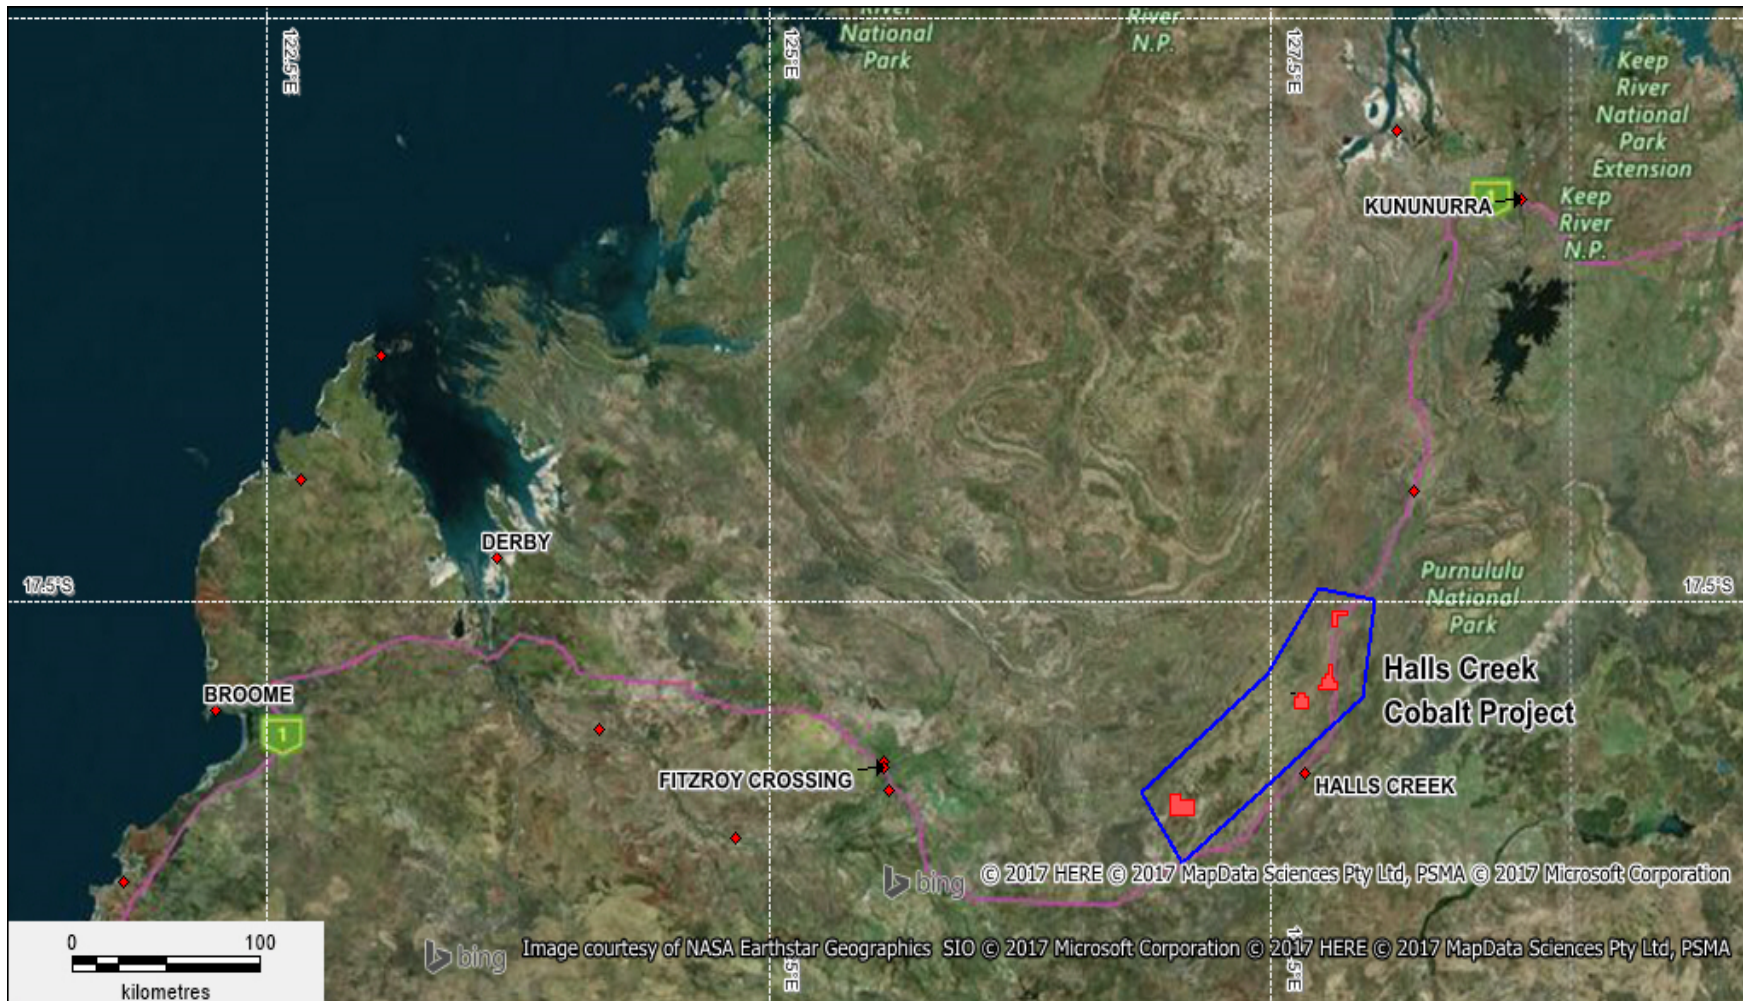 River
National
Park
River
N.P.
122.5°E
125°E
127.5°E
Keep
River
National
Park
Extension
1
KUNUNURRA
Keep
River
N.P.
DERBY
17.5°S
17.5°S
Purnululu
National
Park
Halls Creek
Cobalt Project
BROOME
1
FITZROY CROSSING
HALLS CREEK
bing © 2017 HERE © 2017 MapData Sciences Pty Ltd, PSMA © 2017 Microsoft Corporation
bing Image courtesy of NASA Earthstar Geographics SIO © 2017 Microsoft Corporation © 2017 HERE © 2017 MapData Sciences Pty Ltd, PSMA
0 100
kilometres